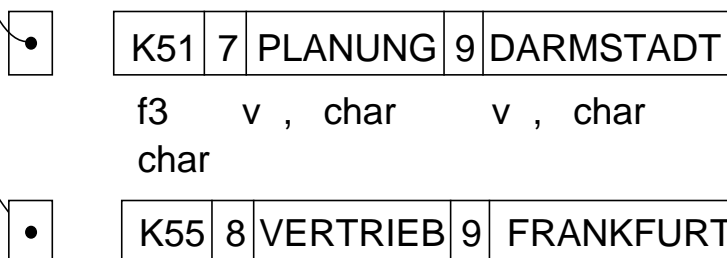 K51 7 PLANUNG 9 DARMSTADT
f3 v , char v , char
char
K55 8 VERTRIEB 9 FRANKFURT